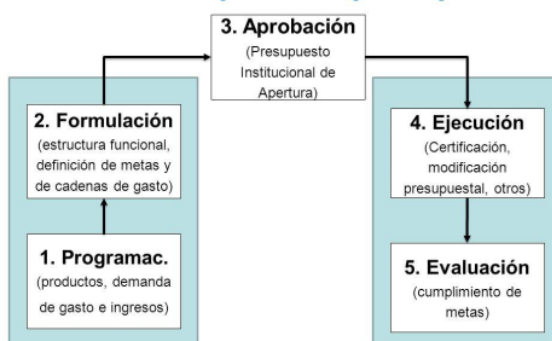 3. Aprobación
(Presupuesto
Institucional de
Apertura)
2. Formulación
(estructura funcional,
definición de metas y
de cadenas de gasto)
1. Programac.
(productos, demanda
de gasto e ingresos)
4. Ejecución
(Certificación,
modificación
presupuestal, otros)
5. Evaluación
(cumplimiento de
metas)